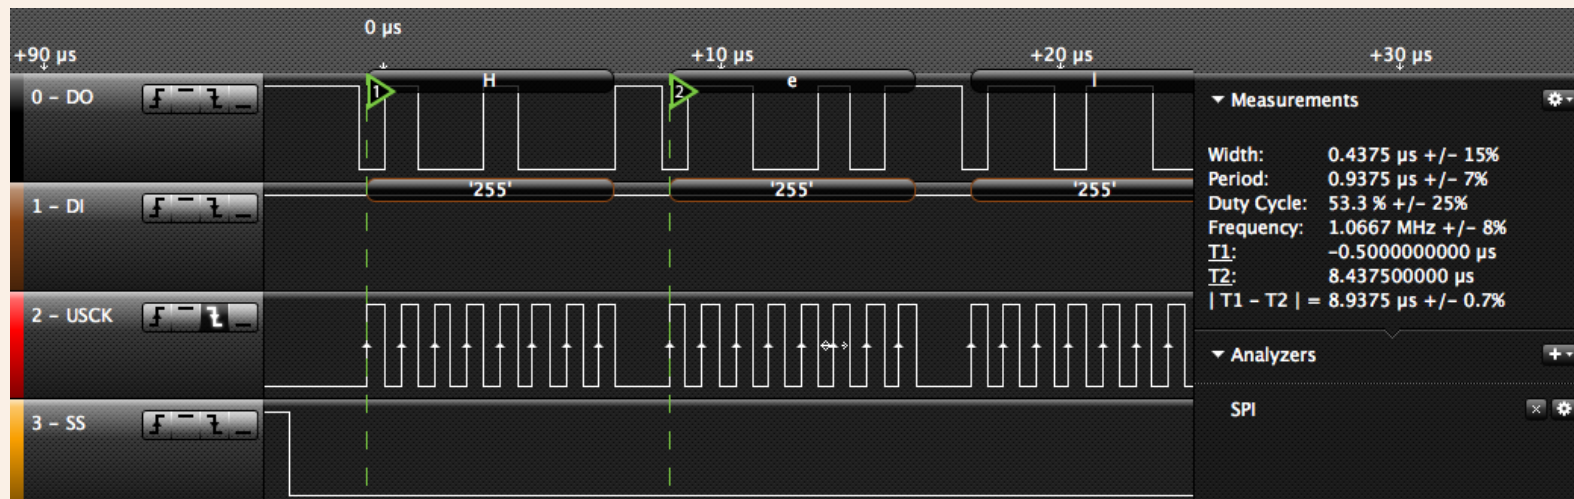 0 µs
+90 µs +10 µs +20 µs +30 µs
0 - DO 1 H 2 e l
Measurements
Width: 0.4375 µs +/- 15%
Period: 0.9375 µs +/- 7%
1 - DI '255' '255' '255'
Duty Cycle: 53.3 % +/- 25%
Frequency: 1.0667 MHz +/- 8%
T1: -0.5000000000 µs
T2: 8.437500000 µs
| T1 - T2 | = 8.9375 µs +/- 0.7%
2 - USCK
Analyzers
3 - SS
SPI